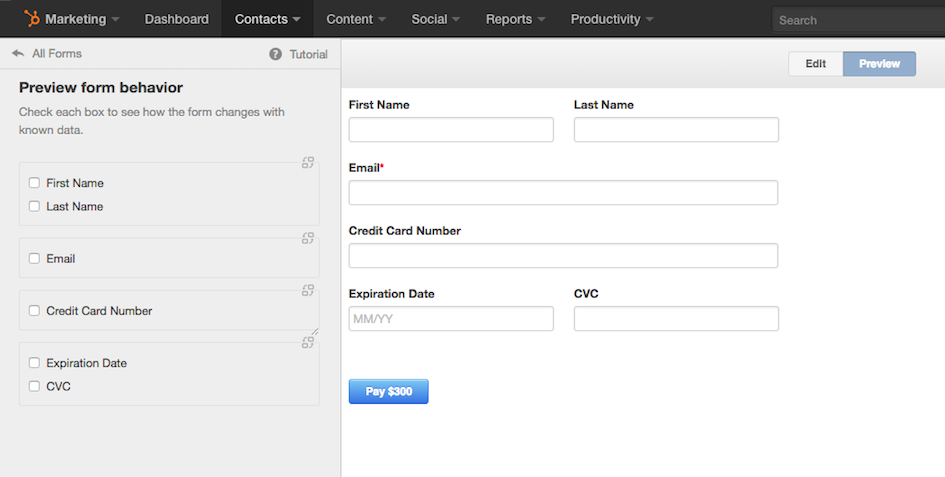 Marketing Dashboard Contacts Content Social Reports Productivity Search
All Forms Tutorial
Edit Preview
Preview form behavior
Check each box to see how the form changes with
known data.
First Name
Last Name
Email
Credit Card Number
Expiration Date
CVC
First Name Last Name
Email*
Credit Card Number
Expiration Date CVC
MM/YY
Pay $300